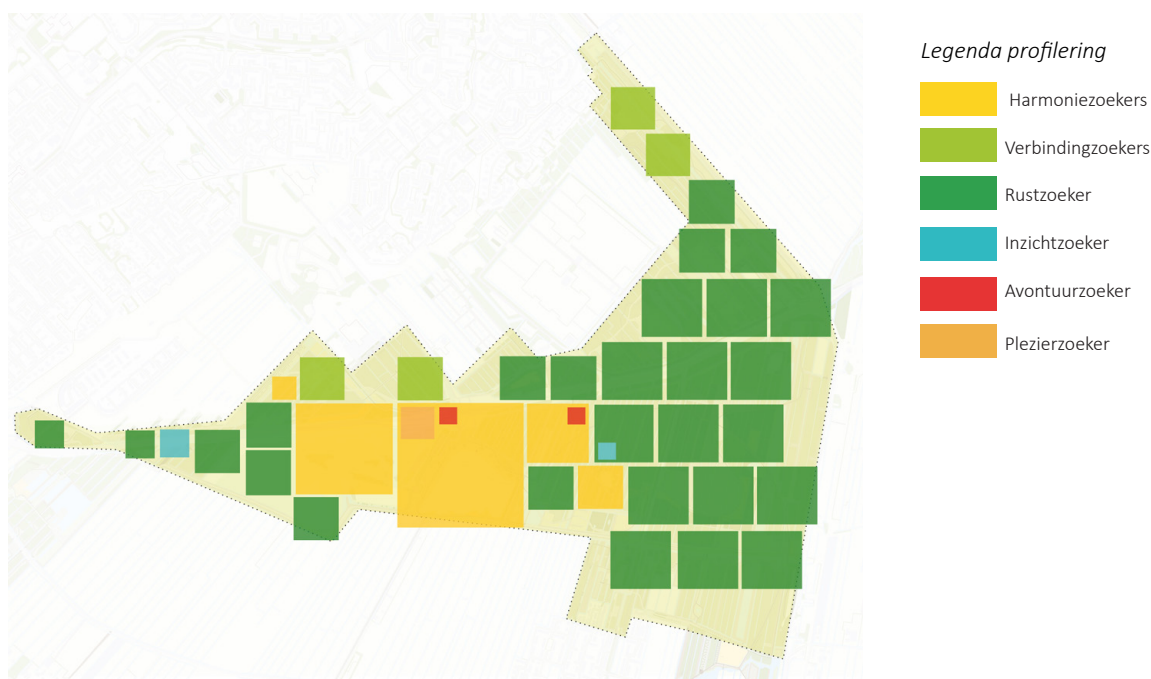 Legenda profilering
Harmoniezoekers
Verbindingzoekers
Rustzoeker
Inzichtzoeker
Avontuurzoeker
Plezierzoeker